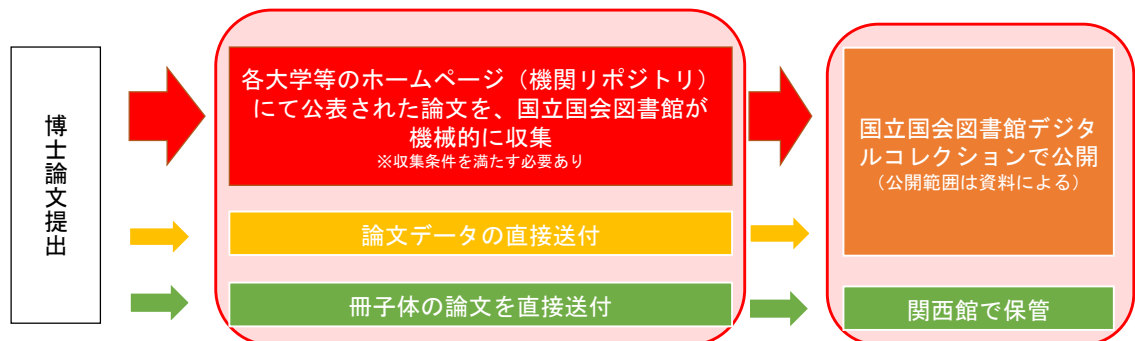 博士論文提出
各大学等のホームページ（機関リポジトリ）
にて公表された論文を、国立国会図書館が
機械的に収集
※収集条件を満たす必要あり
論文データの直接送付
冊子体の論文を直接送付
国立国会図書館デジタ
ルコレクションで公開
（公開範囲は資料による）
関西館で保管